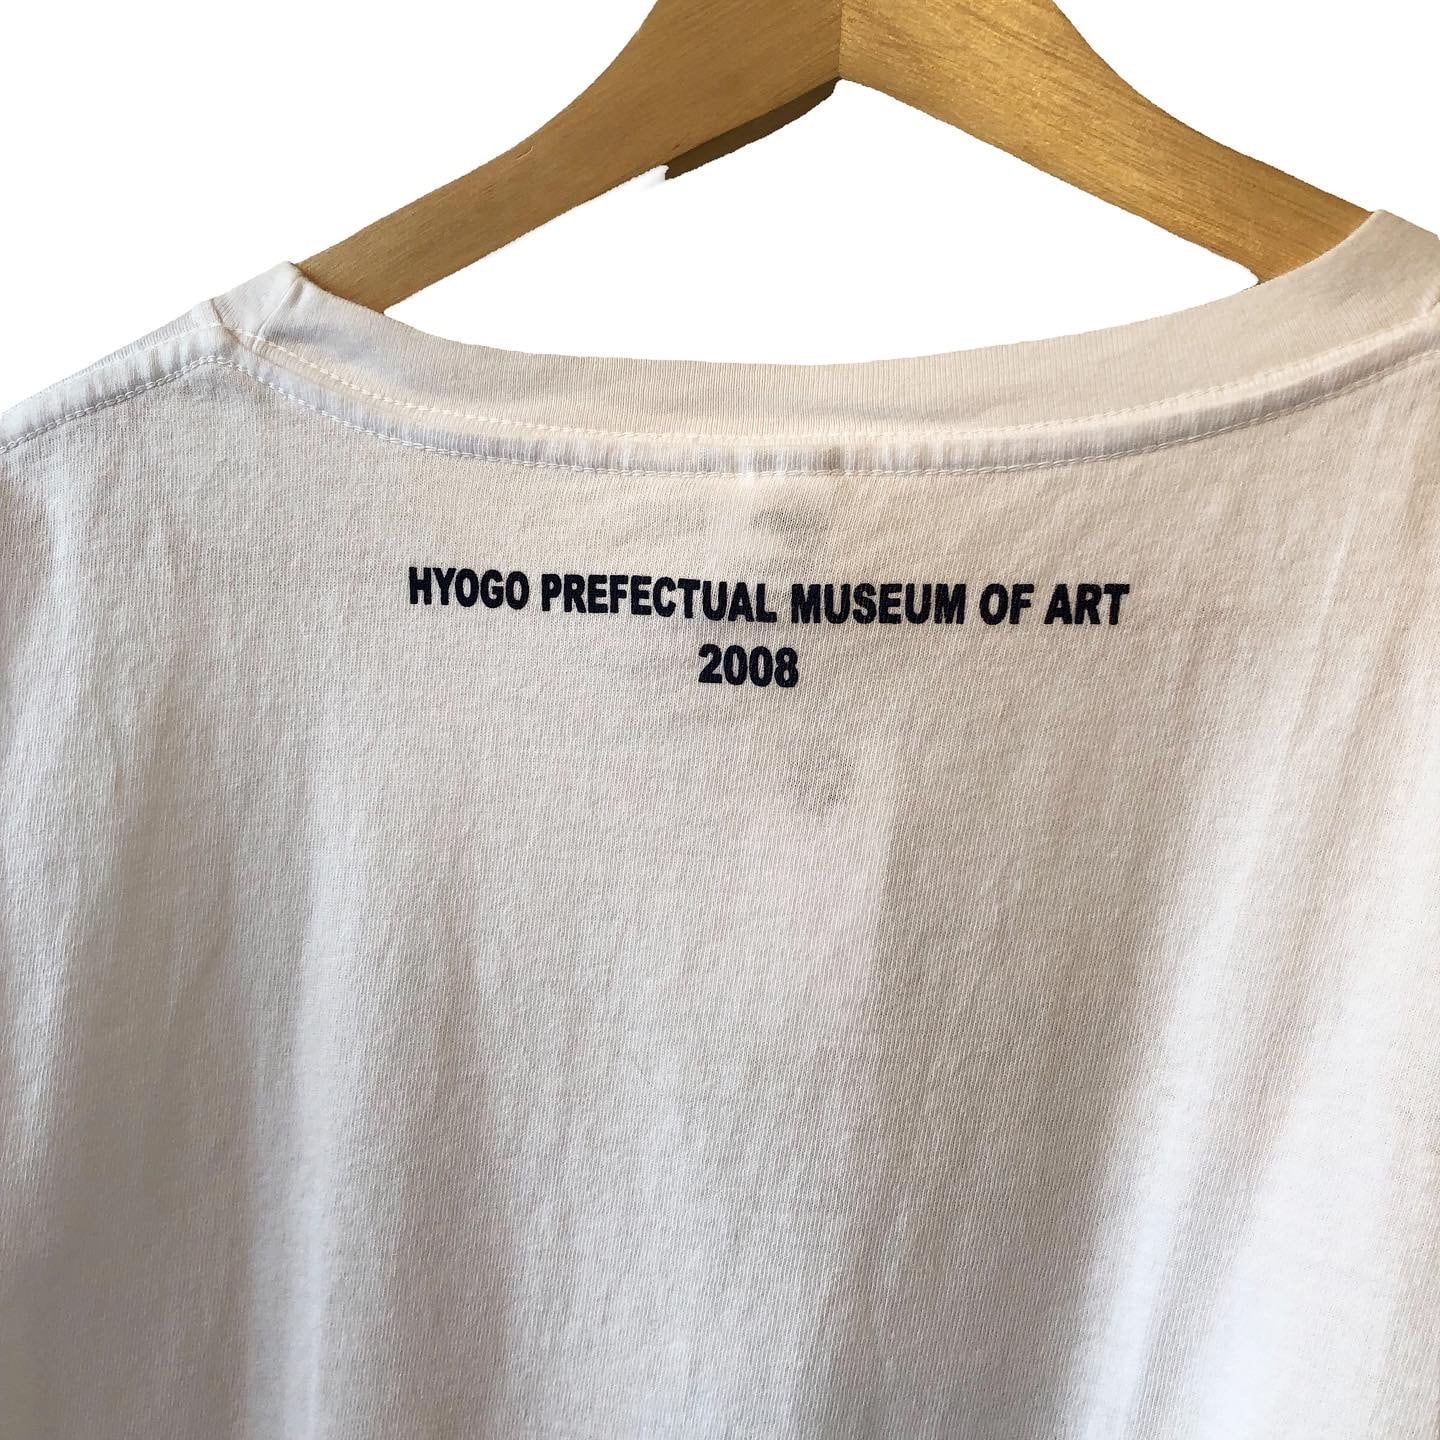 HYOGO PREFECTUAL MUSEUM OF ART
2008